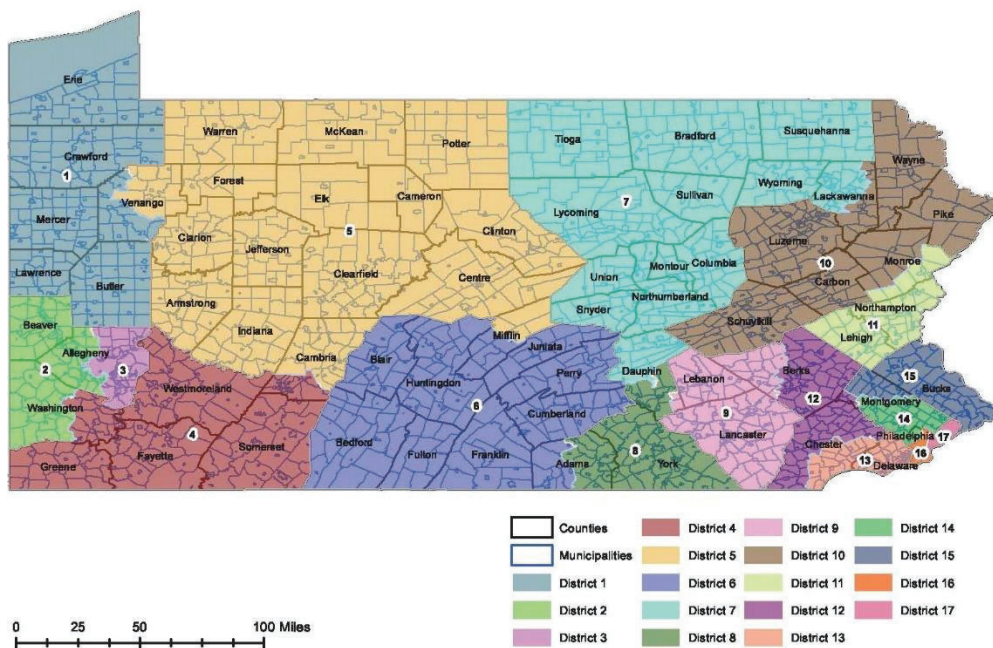 Erie
Warren
McKean
Potter
Tioga
Bradford
Susquehanna
Crawford
Wayne
1
Forest
Wyoming
Venango
Elk
Cameron
Sullivan
Lackawanna
Mercer
Lycoming
7
Pike
Clarion
Jefferson
5
Clinton
Luzerne
Lawrence
Clearfield
Centre
Union
Montour
Columbia
10
Monroe
Butler
Carbon
Armstrong
Snyder
Northumberland
Northampton
Beaver
Indiana
Mifflin
Schuylkill
11
Lehigh
Allegheny
Cambria
Blair
Juniata
2
3
Westmoreland
Huntingdon
Perry
Dauphin
Lebanon
Berks
15
Bucks
Washington
6
Cumberland
9
12
Montgomery
14
4
Bedford
Lancaster
Philadelphia
17
Greene
Fayette
Somerset
Fulton
Franklin
Adams
8
York
Chester
13
Delaware
16
Counties
Municipalities
District 1
District 2
District 3
District 4
District 5
District 6
District 7
District 8
District 9
District 10
District 11
District 12
District 13
District 14
District 15
District 16
District 17
0 20 40 60 80 100 Miles